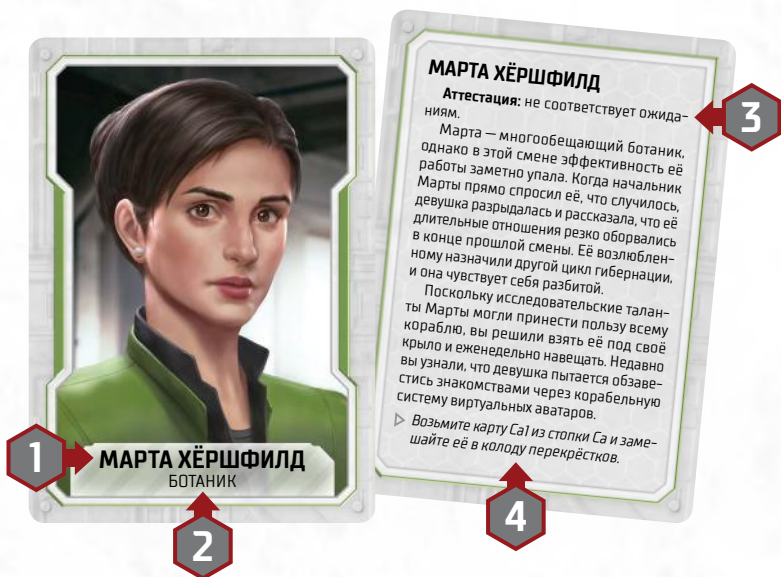 МАРТА ХЁРШФИЛД
БОТАНИК
1
2
МАРТА ХЁРШФИЛД
Аттестация: не соответствует ожида-
ниям.
Марта — многообещающий ботаник,
однако в этой смене эффективность её
работы заметно упала. Когда начальник
Марты прямо спросил её, что случилось,
девушка разрыдалась и рассказала, что её
длительные отношения резко оборвались
в конце прошлой смены. Её возлюблен-
ному назначили другой цикл гибернации,
и она чувствует себя разбитой.
Поскольку исследовательские талан-
ты Марты могли принести пользу всему
кораблю, вы решили взять её под своё
крыло и еженедельно навещать. Недавно
вы узнали, что девушка пытается обзаве-
стись знакомствами через корабельную
систему виртуальных аватаров.
▷ Возьмите карту Ca1 из стопки Ca и заме-
шайте её в колоду перекрёстков.
3
4